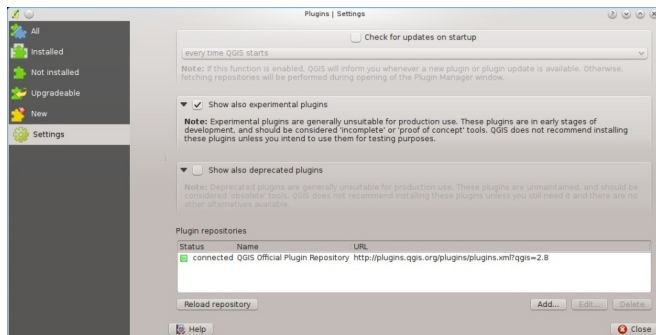 Plugins | Settings
All
Installed
Not installed
Upgradeable
New
Settings
Check for updates on startup
every time QGIS starts
Note: If this function is enabled, QGIS will inform you whenever a new plugin or plugin update is available. Otherwise,
fetching repositories will be performed during opening of the Plugin Manager window.
Show also experimental plugins
Note: Experimental plugins are generally unsuitable for production use. These plugins are in early stages of
development, and should be considered 'incomplete' or 'proof of concept' tools. QGIS does not recommend installing
these plugins unless you intend to use them for testing purposes.
Show also deprecated plugins
Note: Deprecated plugins are generally unsuitable for production use. These plugins are unmaintained, and should be
considered 'obsolete' tools. QGIS does not recommend installing these plugins unless you still need it and there are no
other alternatives available.
Plugin repositories
Status Name URL
connected QGIS Official Plugin Repository http://plugins.qgis.org/plugins/plugins.xml?qgis=2.8
Reload repository Add... Edit... Delete
Help Close